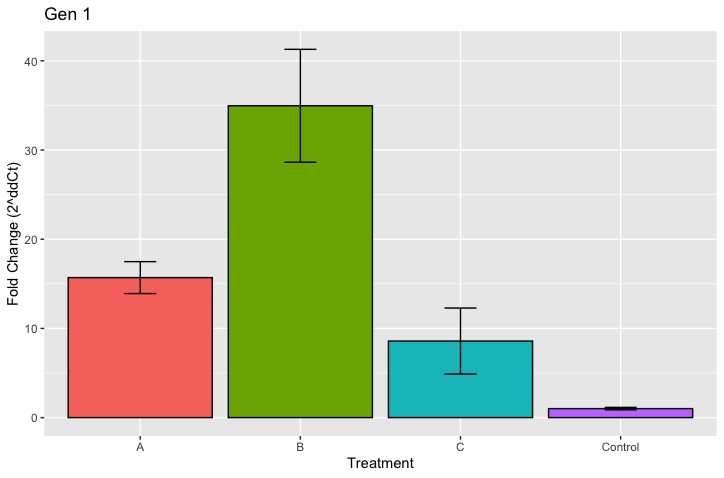 Gen 1
Fold Change (2^ddCt)
40
30
20
10
0
A B C Control
Treatment